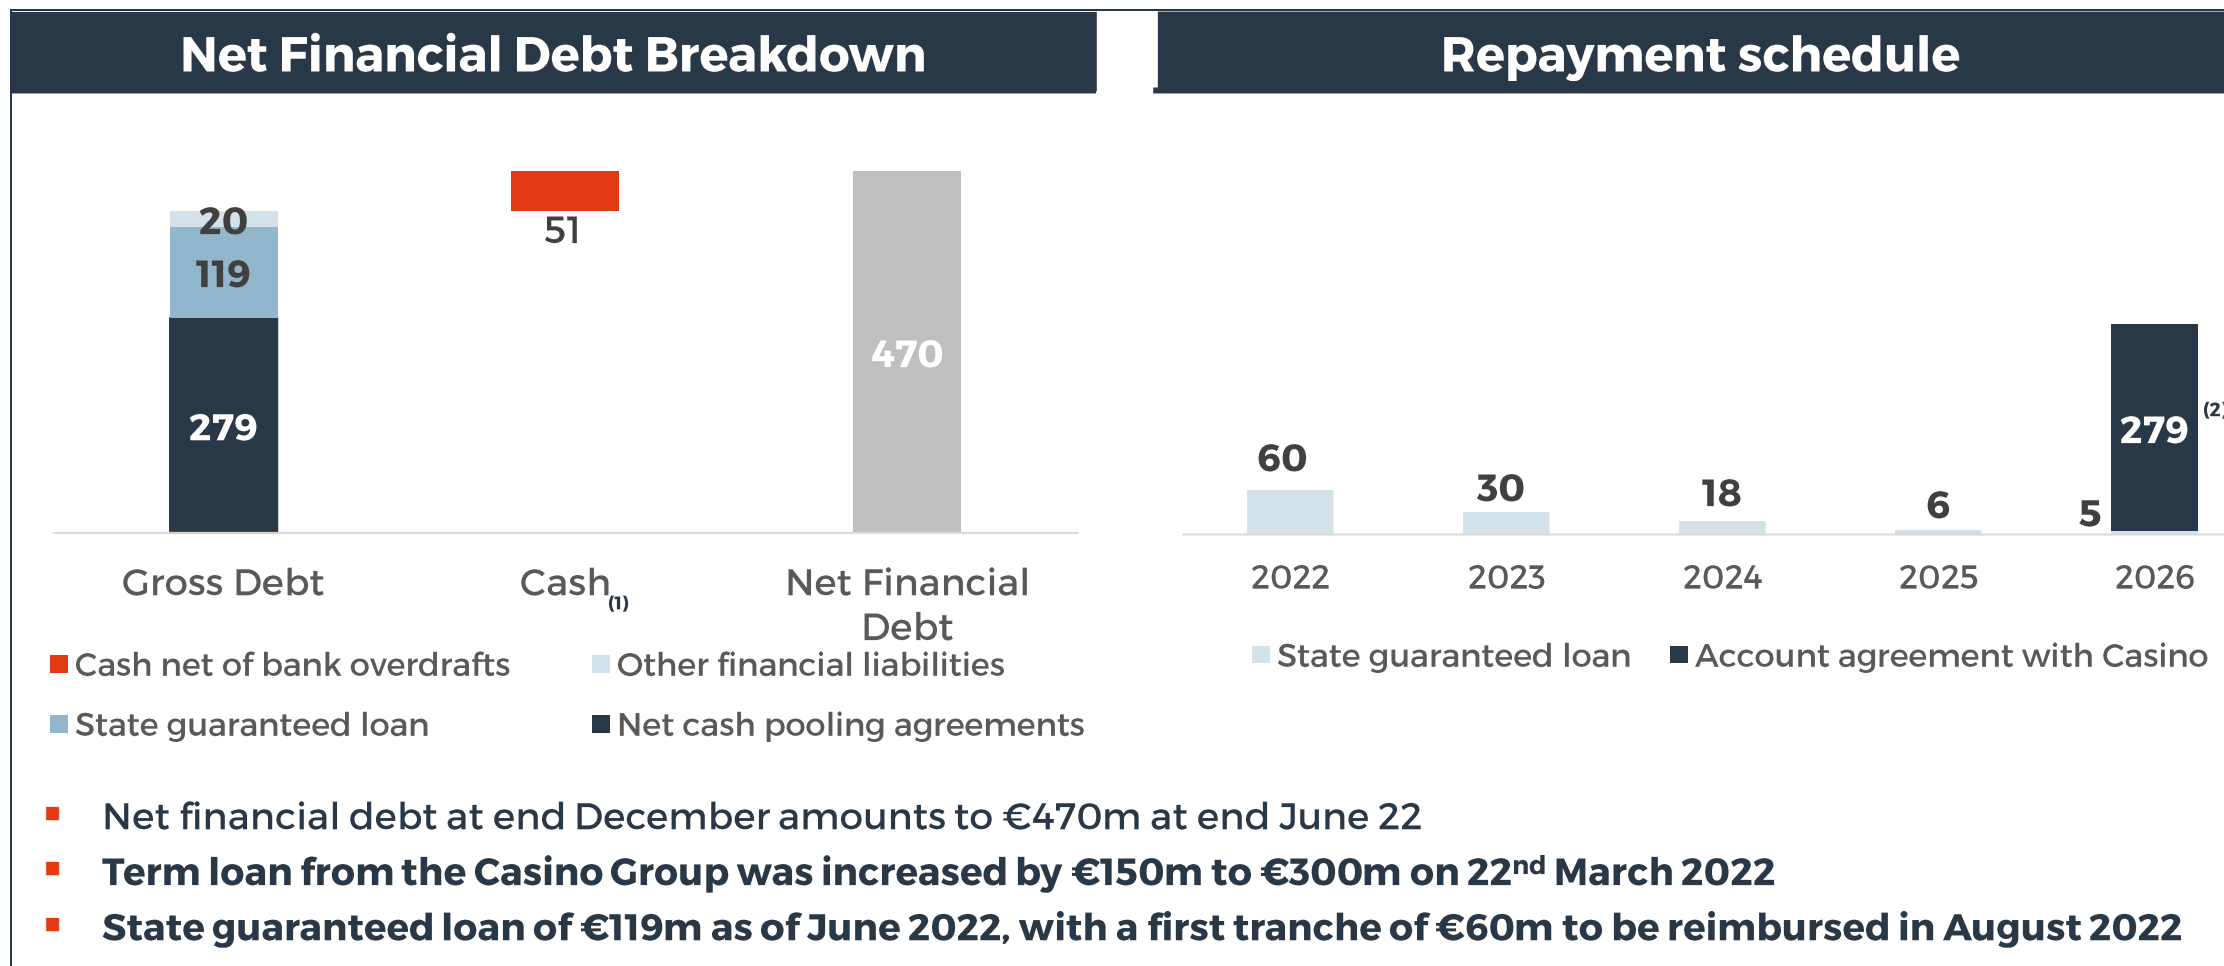 Net Financial Debt Breakdown
Repayment schedule
20
119
279
51
470
Gross Debt
Cash
(1)
Net Financial
Debt
Cash net of bank overdrafts
Other financial liabilities
State guaranteed loan
Net cash pooling agreements
60
30
18
6
5
279
(2)
2022
2023
2024
2025
2026
State guaranteed loan
Account agreement with Casino
Net financial debt at end December amounts to €470m at end June 22
Term loan from the Casino Group was increased by €150m to €300m on 22nd March 2022
State guaranteed loan of €119m as of June 2022, with a first tranche of €60m to be reimbursed in August 2022